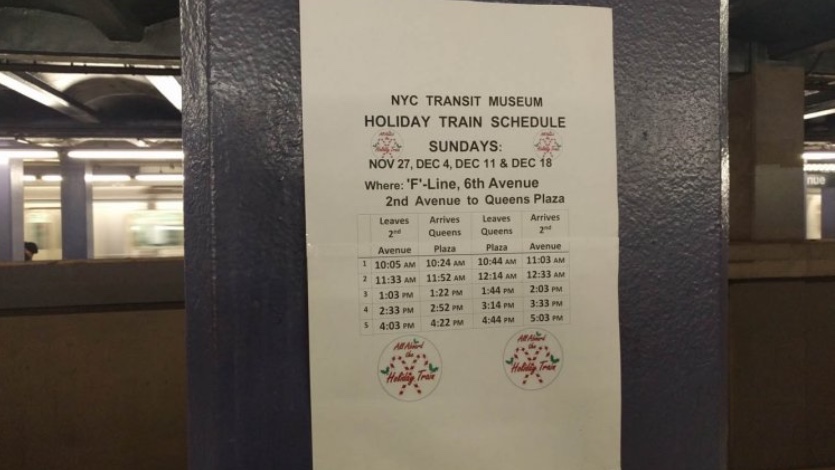 NYC TRANSIT MUSEUM
HOLIDAY TRAIN SCHEDULE
SUNDAYS:
NOV 27, DEC 4, DEC 11 & DEC 18
Where: 'F'-Line, 6th Avenue
2nd Avenue to Queens Plaza
Leaves 2nd Avenue Arrives Queens Plaza Leaves Queens Plaza Arrives 2nd Avenue
1 10:05 AM 10:24 AM 10:44 AM 11:03 AM
2 11:33 AM 11:52 AM 12:14 AM 12:33 AM
3 1:03 PM 1:22 PM 1:44 PM 2:03 PM
4 2:33 PM 2:52 PM 3:14 PM 3:33 PM
5 4:03 PM 4:22 PM 4:44 PM 5:03 PM
All Aboard
the
Holiday Train
All Aboard
the
Holiday Train